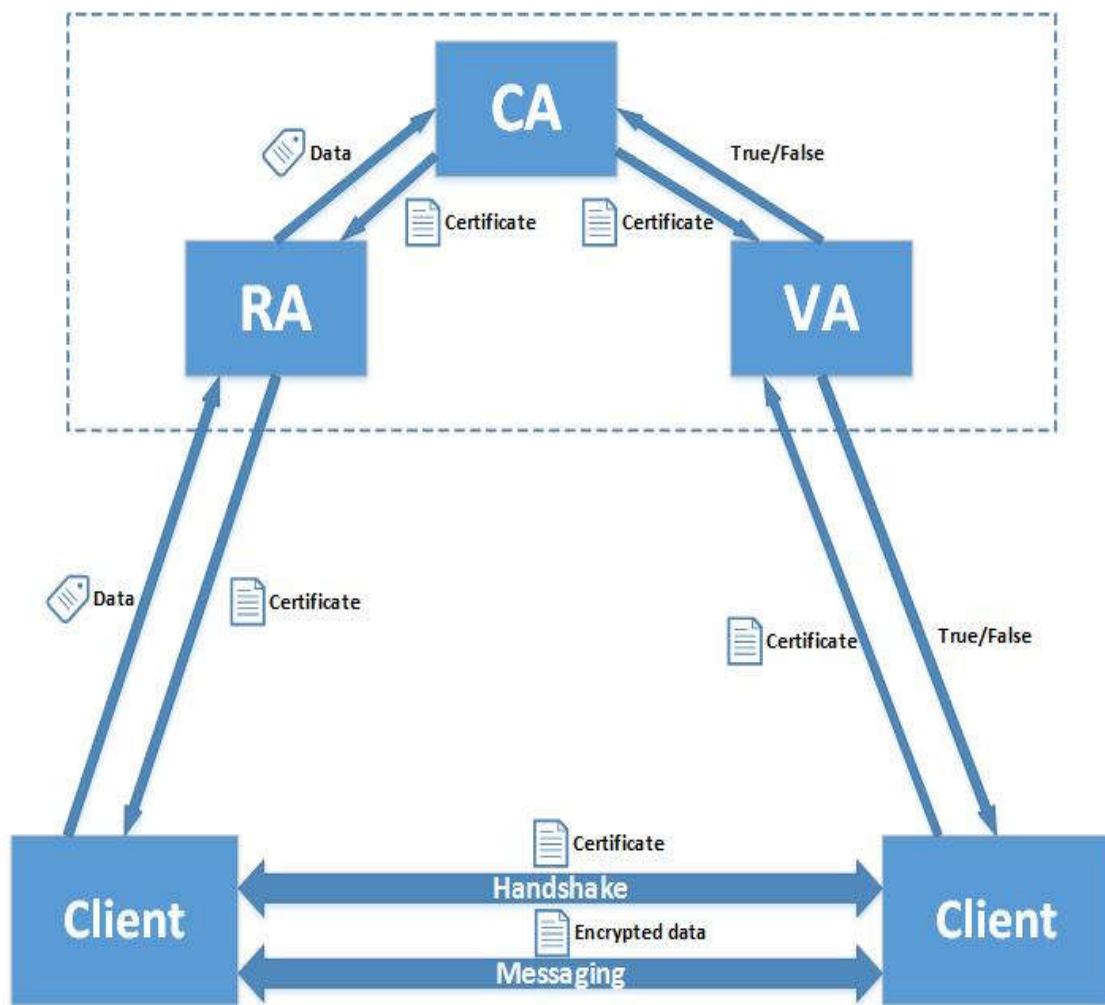 CA
Data
True/False
Certificate
Certificate
RA
VA
Data
Certificate
Certificate
True/False
Client
Certificate
Handshake
Encrypted data
Messaging
Client